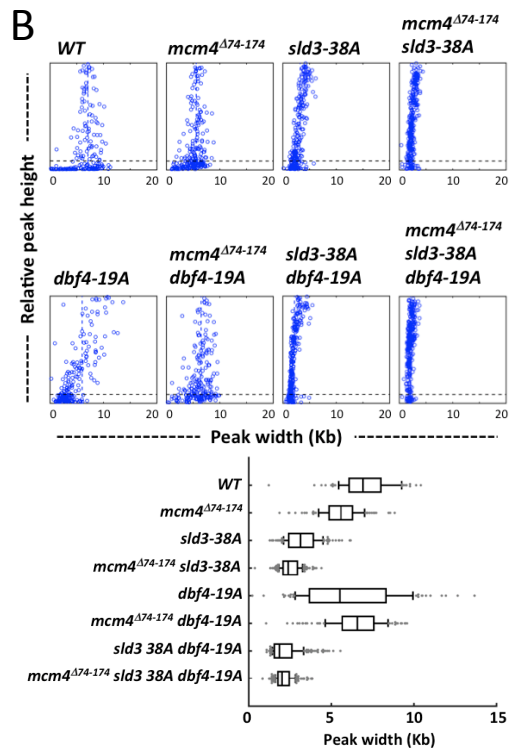 B
mcm4Δ74-174
WT mcm4Δ74-174 sld3-38A sld3-38A
0 10 20 0 10 20 0 10 20 0 10 20
Relative peak height
mcm4Δ74-174
mcm4Δ74-174 sld3-38A sld3-38A
dbf4-19A dbf4-19A dbf4-19A dbf4-19A
0 10 20 0 10 20 0 10 20 0 10 20
Peak width (Kb)
WT
mcm4Δ74-174
sld3-38A
mcm4Δ74-174 sld3-38A
dbf4-19A
mcm4Δ74-174 dbf4-19A
sld3 38A dbf4-19A
mcm4Δ74-174 sld3 38A dbf4-19A
0 5 10 15
Peak width (Kb)